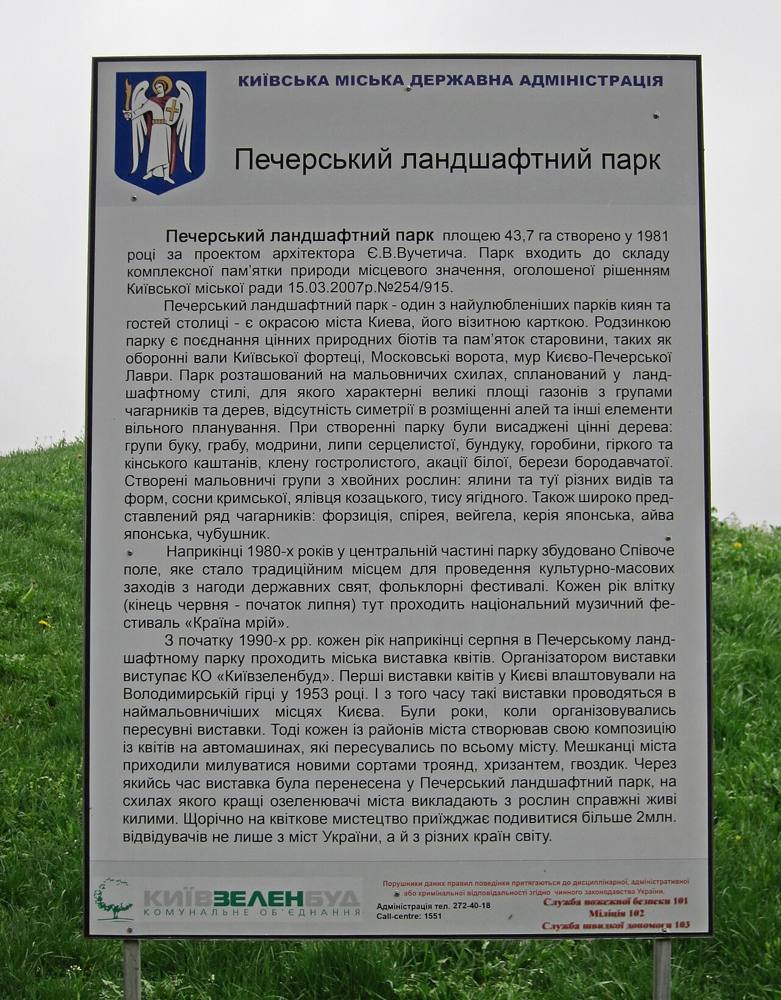 КИЇВСЬКА МІСЬКА ДЕРЖАВНА АДМІНІСТРАЦІЯ
Печерський ландшафтний парк
Печерський ландшафтний парк площею 43,7 га створено у 1981
році за проектом архітектора Є.В.Вучетича. Парк входить до складу
комплексної пам'ятки природи місцевого значення, оголошеної рішенням
Київської міської ради 15.03.2007р.№254/915.
Печерський ландшафтний парк - один з найулюбленіших парків киян та
гостей столиці - є окрасою міста Києва, його візитною карткою. Родзинкою
парку є поєднання цінних природних біотів та пам'яток старовини, таких як
оборонні вали Київської фортеці, Московські ворота, мур Києво-Печерської
Лаври. Парк розташований на мальовничих схилах, спланований у ланд-
шафтному стилі, для якого характерні великі площі газонів з групами
чагарників та дерев, відсутність симетрії в розміщенні алей та інші елементи
вільного планування. При створенні парку були висаджені цінні дерева:
групи буку, грабу, модрини, липи серцелистої, бундуку, горобини, гіркого та
кінського каштанів, клену гостролистого, акації білої, берези бородавчатої.
Створені мальовничі групи з хвойних рослин: ялини та туї різних видів та
форм, сосни кримської, ялівця козацького, тису ягідного. Також широко пред-
ставлений ряд чагарників: форзиція, спірея, вейгела, керія японська, айва
японська, чубушник.
Наприкінці 1980-х років у центральній частині парку збудовано Співоче
поле, яке стало традиційним місцем для проведення культурно-масових
заходів з нагоди державних свят, фольклорні фестивалі. Кожен рік влітку
(кінець червня - початок липня) тут проходить національний музичний фе-
стиваль «Країна мрій».
З початку 1990-х рр. кожен рік наприкінці серпня в Печерському ланд-
шафтному парку проходить міська виставка квітів. Організатором виставки
виступає КО «Київзеленбуд». Перші виставки квітів у Києві влаштовували на
Володимирській гірці у 1953 році. І з того часу такі виставки проводяться в
наймальовничіших місцях Києва. Були роки, коли організовувались
пересувні виставки. Тоді кожен із районів міста створював свою композицію
із квітів на автомашинах, які пересувались по всьому місту. Мешканці міста
приходили милуватися новими сортами троянд, хризантем, гвоздик. Через
якийсь час виставка була перенесена у Печерський ландшафтний парк, на
схилах якого кращі озеленювачі міста викладають з рослин справжні живі
килими. Щорічно на квіткове мистецтво приїжджає подивитися більше 2млн.
відвідувачів не лише з міст України, а й з різних країн світу.
КИЇВЗЕЛЕНБУД
КОМУНАЛЬНЕ ОБ'ЄДНАННЯ
Порушники даних правил поведінки притягаються до дисциплінарної, адміністративної
або кримінальної відповідальності згідно чинного законодавства України.
Адміністрація тел. 272-40-18
Call-centre: 1551
Служба пожежної безпеки 101
Міліція 102
Служба швидкої допомоги 103